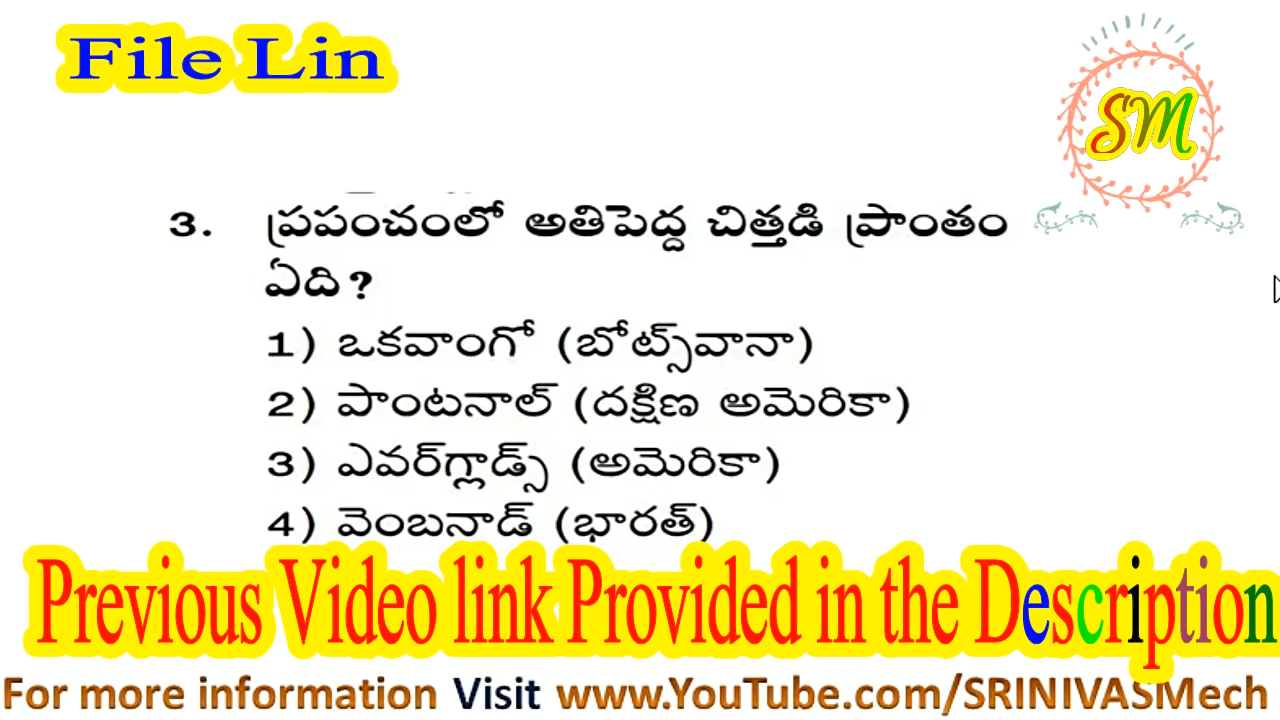 File Lin
SM
3. ప్రపంచంలో అతిపెద్ద చిత్తడి ప్రాంతం
ఏది?
1) ఒకవాంగో (బోట్స్‌వానా)
2) పాంటనాల్ (దక్షిణ అమెరికా)
3) ఎవర్‌గ్లాడ్స్ (అమెరికా)
4) వెంబనాడ్ (భారత్)
Previous Video link Provided in the Description
For more information Visit www.YouTube.com/SRINIVASMech